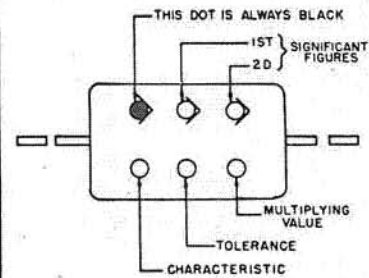 THIS DOT IS ALWAYS BLACK
1ST
2D
SIGNIFICANT
FIGURES
MULTIPLYING
VALUE
TOLERANCE
CHARACTERISTIC